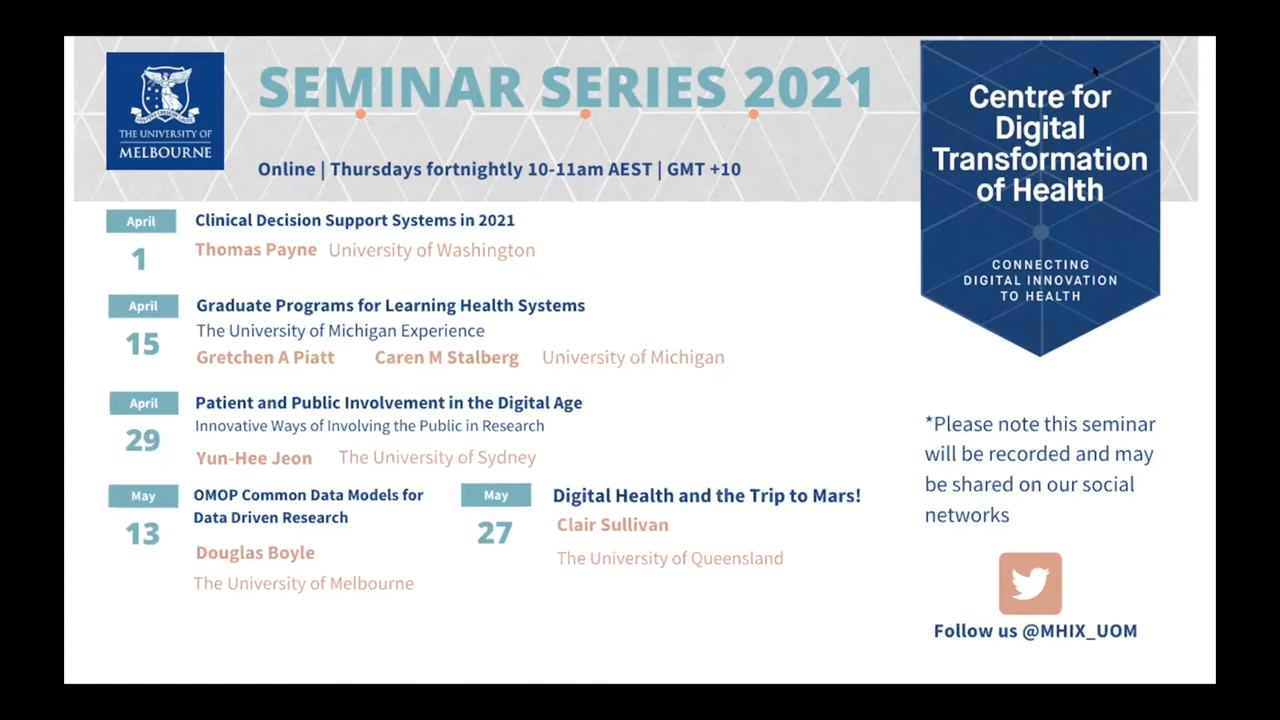 THE UNIVERSITY OF
MELBOURNE
SEMINAR SERIES 2021
Online | Thursdays fortnightly 10-11am AEST | GMT +10
Centre for
Digital
Transformation
of Health
CONNECTING
DIGITAL INNOVATION
TO HEALTH
April
1
Clinical Decision Support Systems in 2021
Thomas Payne University of Washington
April
15
Graduate Programs for Learning Health Systems
The University of Michigan Experience
Gretchen A Piatt Caren M Stalberg University of Michigan
April
29
Patient and Public Involvement in the Digital Age
Innovative Ways of Involving the Public in Research
Yun-Hee Jeon The University of Sydney
May
13
OMOP Common Data Models for
Data Driven Research
Douglas Boyle
The University of Melbourne
May
27
Digital Health and the Trip to Mars!
Clair Sullivan
The University of Queensland
*Please note this seminar
will be recorded and may
be shared on our social
networks
Follow us @MHIX_UOM